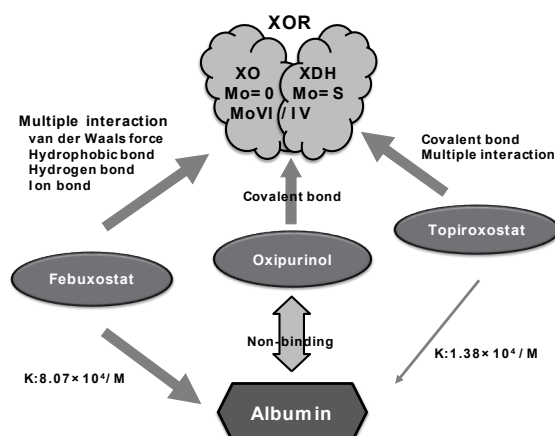 XOR
XO XDH
Mo=0 Mo=S
MoVI / IV
Multiple interaction
van der Waals force
Hydrophobic bond
Hydrogen bond
Ion bond
Covalent bond
Multiple interaction
Covalent bond
Febuxostat
Oxipurinol
Topiroxostat
Non-binding
K:8.07×10⁴/M
K:1.38×10⁴/M
Albumin